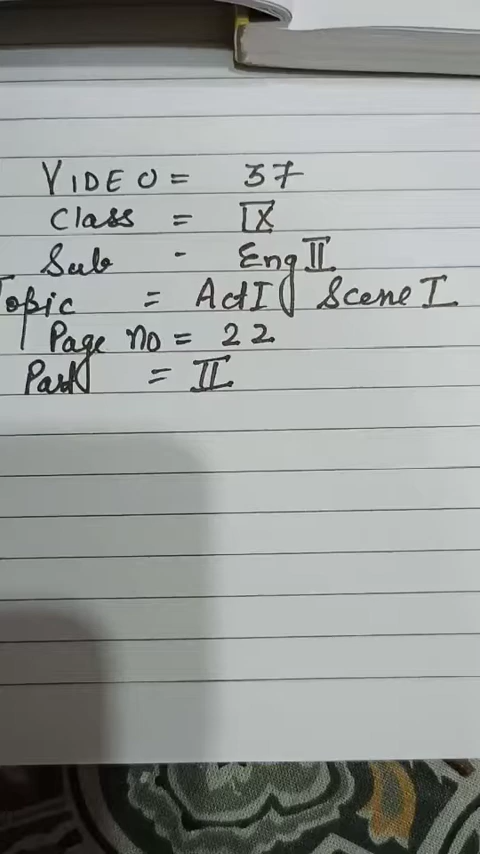 VIDEO = 37
Class = IX
Sub - Eng II
Topic = Act I Scene I
Page no = 22
Part = II